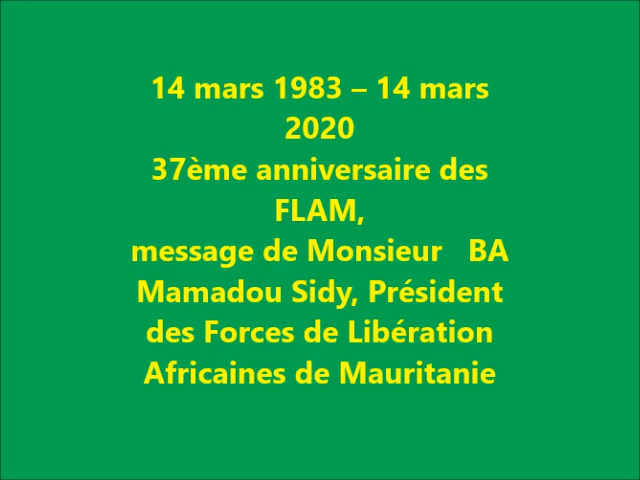 14 mars 1983 – 14 mars
2020
37ème anniversaire des
FLAM,
message de Monsieur   BA
Mamadou Sidy, Président
des Forces de Libération
Africaines de Mauritanie